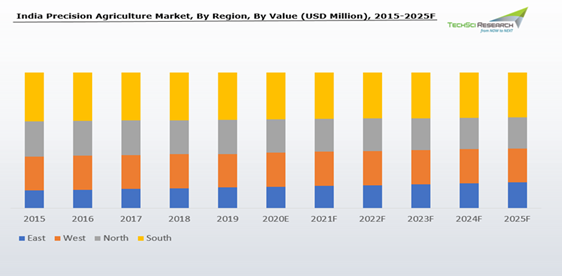 India Precision Agriculture Market, By Region, By Value (USD Million), 2015-2025F
TechSci Research
from NOW to NEXT
2015 2016 2017 2018 2019 2020E 2021F 2022F 2023F 2024F 2025F
East West North South